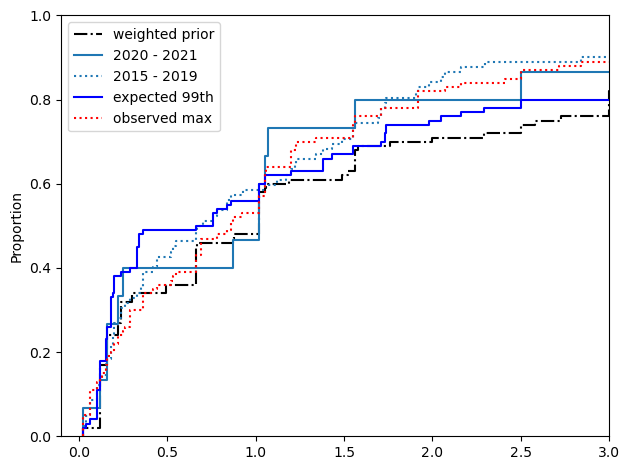 1.0
0.8
0.6
0.4
0.2
0.0
Proportion
weighted prior
2020 - 2021
2015 - 2019
expected 99th
observed max
0.0 0.5 1.0 1.5 2.0 2.5 3.0